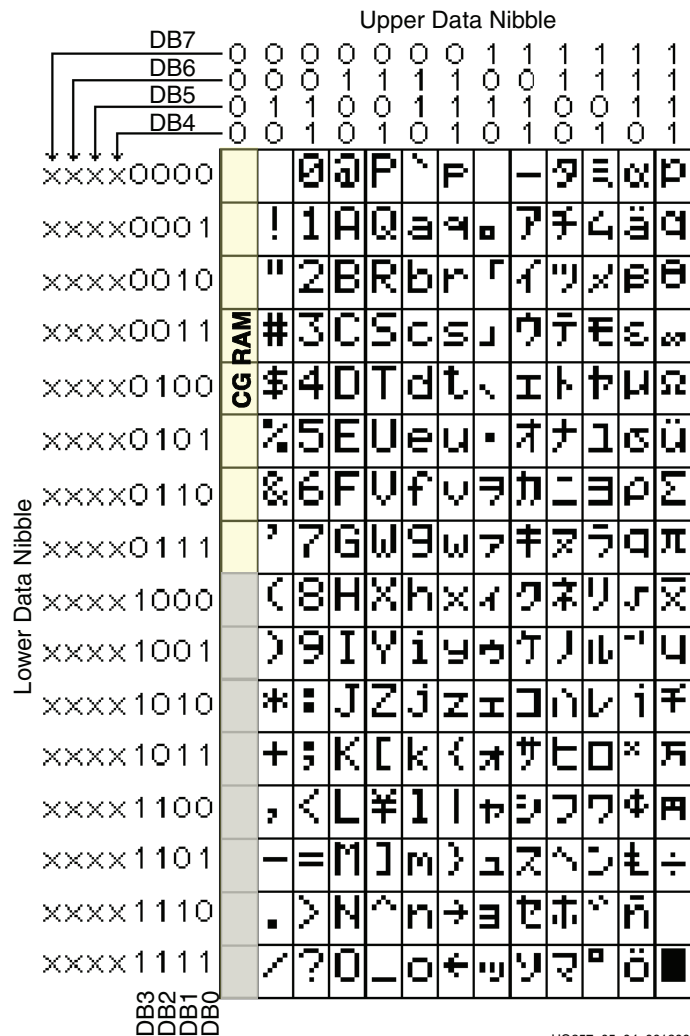 Upper Data Nibble
DB7 0 0 0 0 0 0 0 1 1 1 1 1 1
DB6 0 0 0 1 1 1 1 0 0 1 1 1 1
DB5 0 1 1 0 0 1 1 1 1 0 0 1 1
DB4 0 0 1 0 1 0 1 0 1 0 1 0 1
xxxx0000 0 @ P ` p ー タ ミ α p
xxxx0001 ! 1 A Q a q 。 ア チ ム ä q
xxxx0010 " 2 B R b r 「 イ ツ メ β θ
xxxx0011 # 3 C S c s 」 ウ テ モ ε ∞
xxxx0100 $ 4 D T d t 、 エ ト ヤ μ Ω
xxxx0101 % 5 E U e u ・ オ ナ ユ σ ü
xxxx0110 & 6 F V f v ヲ カ ニ ヨ ρ Σ
xxxx0111 ' 7 G W g w ァ キ ヌ ラ q π
xxxx1000 ( 8 H X h x ィ ク ネ リ √ x̄
xxxx1001 ) 9 I Y i y ゥ ケ ノ ル ⁻¹ y
xxxx1010 * : J Z j z ェ コ ハ レ j 千
xxxx1011 + ; K [ k { ォ サ ヒ ロ ˣ 万
xxxx1100 , < L ¥ l | ャ シ フ ワ ¢ 円
xxxx1101 - = M ] m } ュ ス ヘ ン £ ÷
xxxx1110 . > N ^ n → ョ セ ホ ゛ ñ
xxxx1111 / ? O _ o ← ッ ソ マ ゜ ö █
CG RAM
Lower Data Nibble
DB3
DB2
DB1
DB0